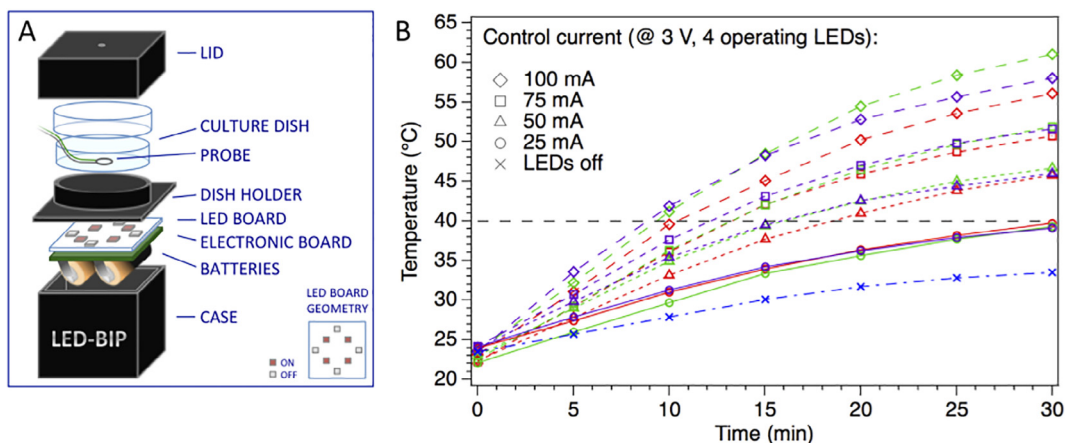 A
LID
CULTURE DISH
PROBE
DISH HOLDER
LED BOARD
ELECTRONIC BOARD
BATTERIES
CASE
LED-BIP
LED BOARD
GEOMETRY
ON
OFF
B
Control current (@ 3 V, 4 operating LEDs):
100 mA
75 mA
50 mA
25 mA
LEDs off
Temperature (°C)
65
60
55
50
45
40
35
30
25
20
0 5 10 15 20 25 30
Time (min)